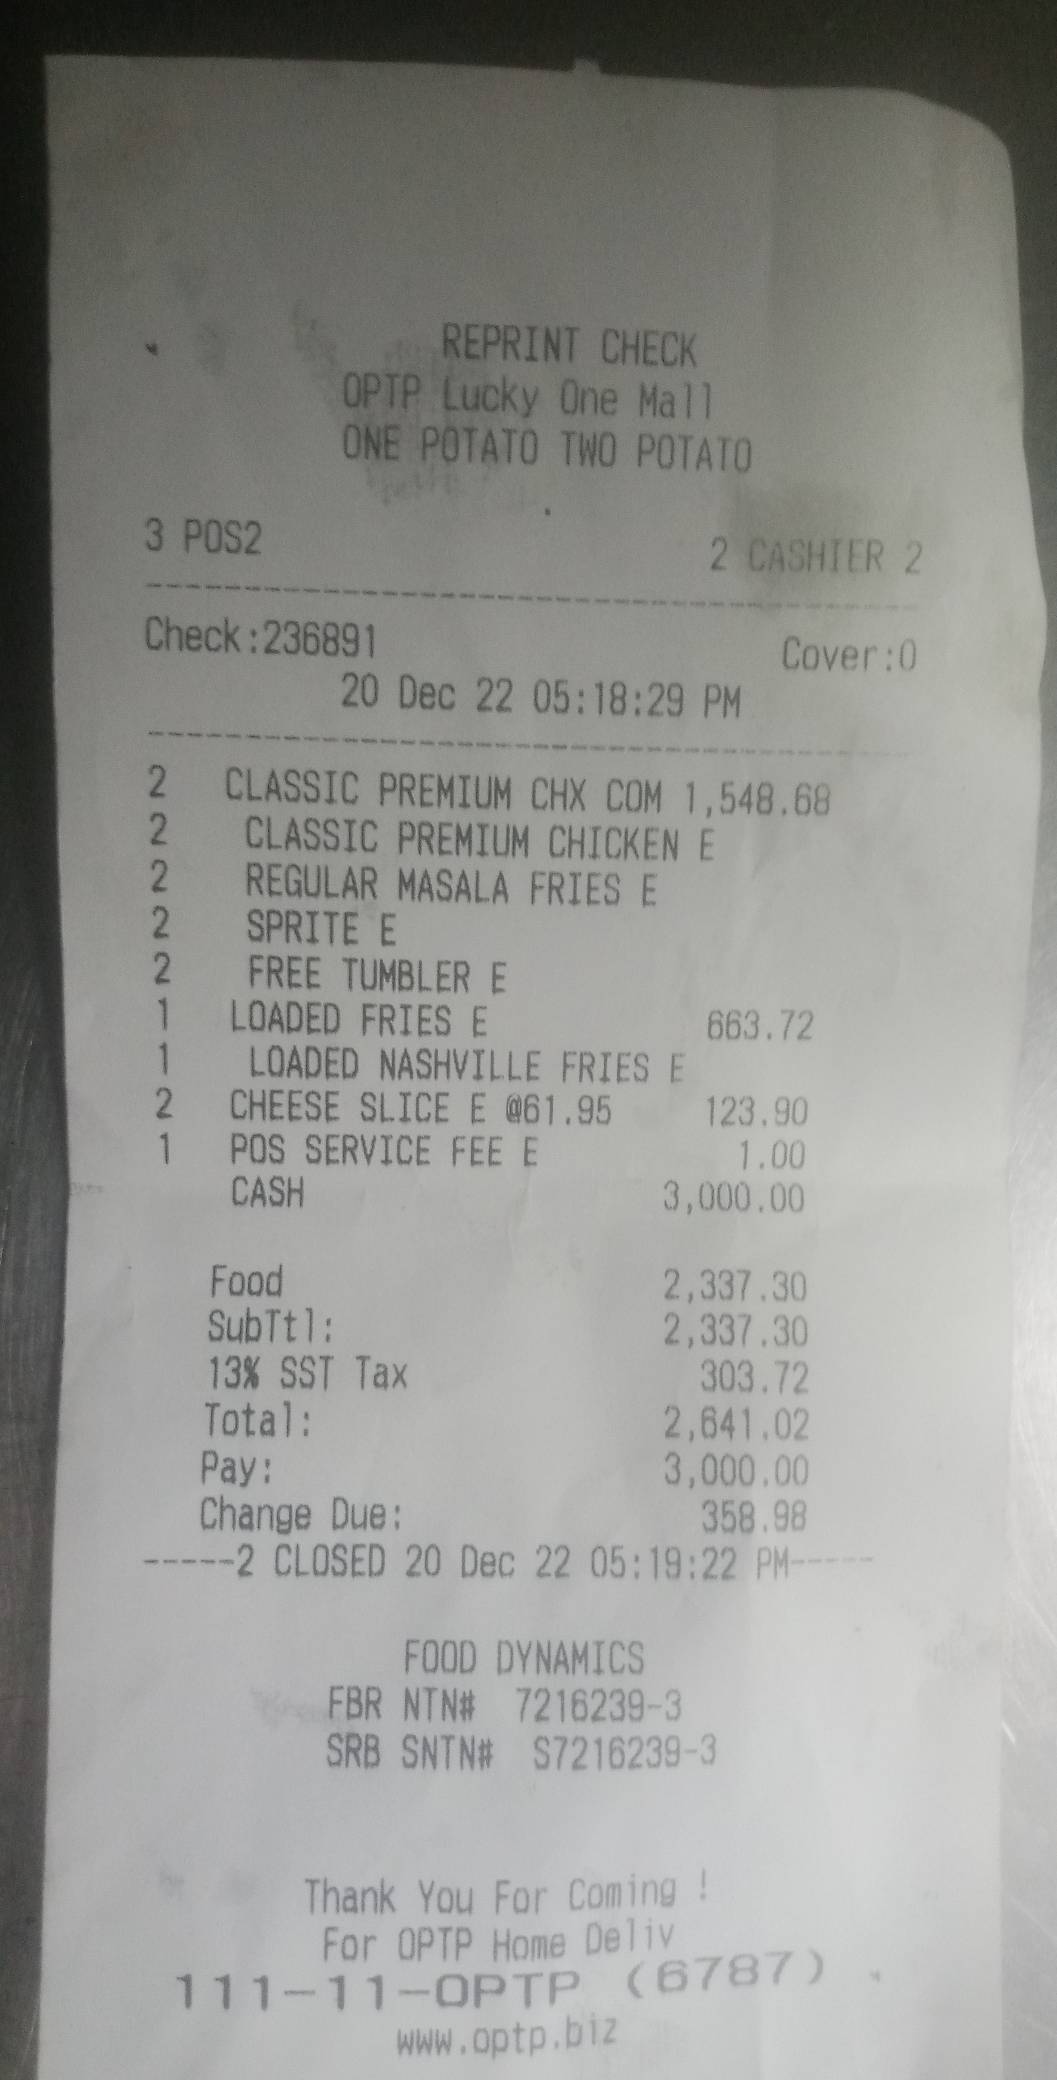 REPRINT CHECK
OPTP Lucky One Mall
ONE POTATO TWO POTATO
3 POS2 2 CASHIER 2
--------------------------------
Check:236891 Cover:0
20 Dec 22 05:18:29 PM
--------------------------------
2 CLASSIC PREMIUM CHX COM 1,548.68
2 CLASSIC PREMIUM CHICKEN E
2 REGULAR MASALA FRIES E
2 SPRITE E
2 FREE TUMBLER E
1 LOADED FRIES E 663.72
1 LOADED NASHVILLE FRIES E
2 CHEESE SLICE E @61.95 123.90
1 POS SERVICE FEE E 1.00
CASH 3,000.00
Food 2,337.30
SubTtl: 2,337.30
13% SST Tax 303.72
Total: 2,641.02
Pay: 3,000.00
Change Due: 358.98
-----2 CLOSED 20 Dec 22 05:19:22 PM-----
FOOD DYNAMICS
FBR NTN# 7216239-3
SRB SNTN# S7216239-3
Thank You For Coming !
For OPTP Home Deliv
111-11-OPTP (6787)
www.optp.biz